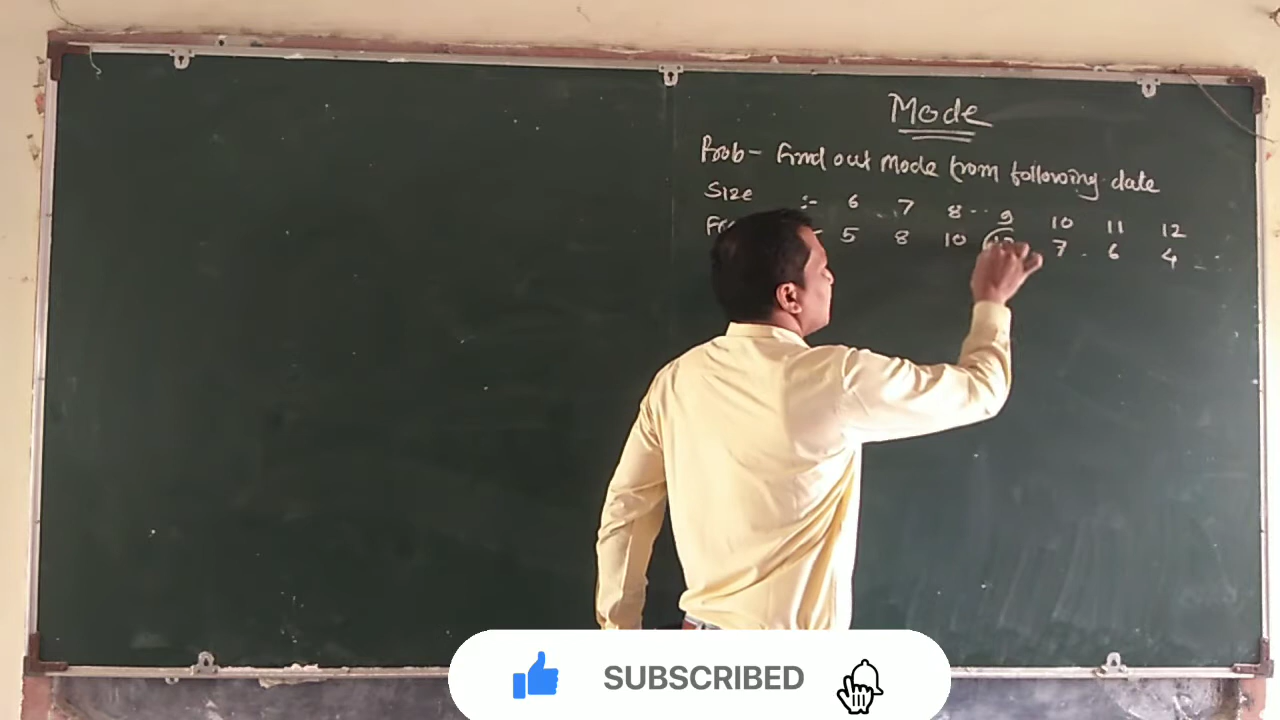 Mode
Prob- Find out Mode from following date
Size :- 6 7 8 9 10 11 12
5 8 10 7 6 4
SUBSCRIBED